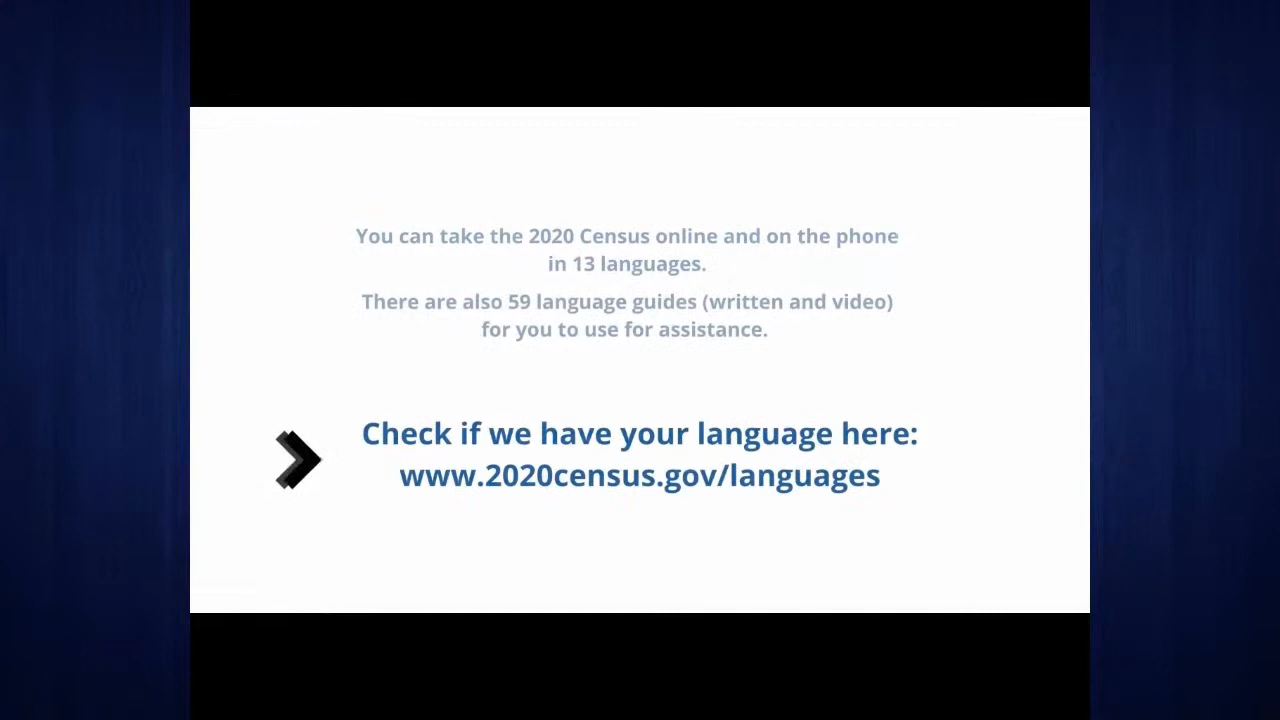 You can take the 2020 Census online and on the phone
in 13 languages.
There are also 59 language guides (written and video)
for you to use for assistance.
Check if we have your language here:
www.2020census.gov/languages